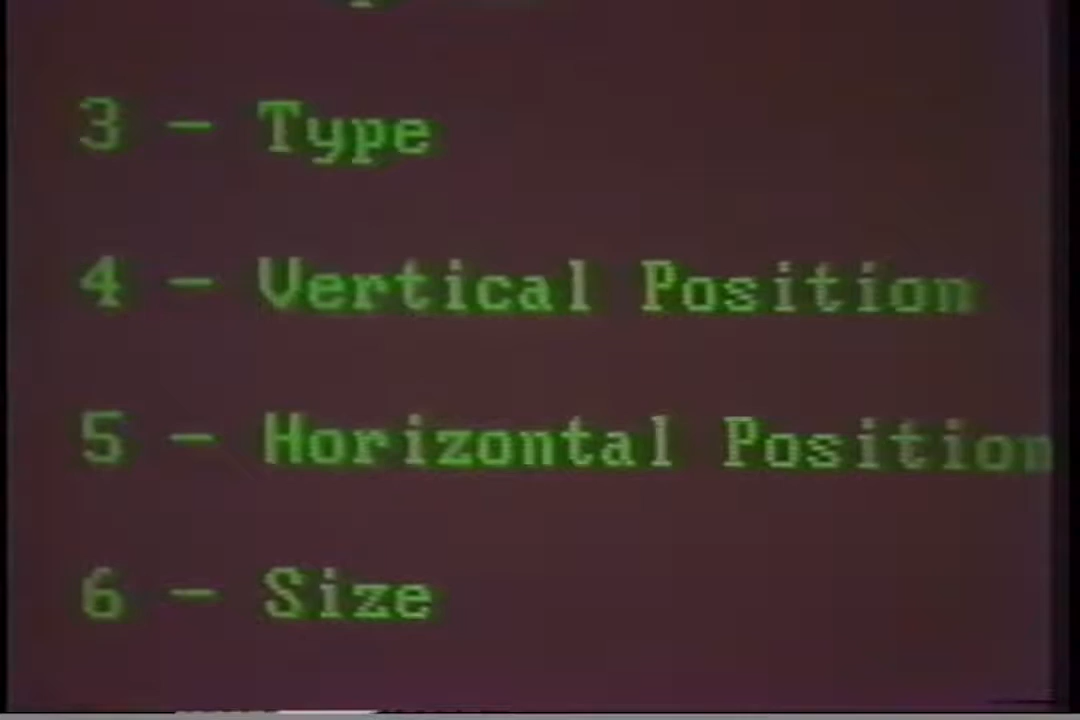 3 - Type
4 - Vertical Position
5 - Horizontal Position
6 - Size